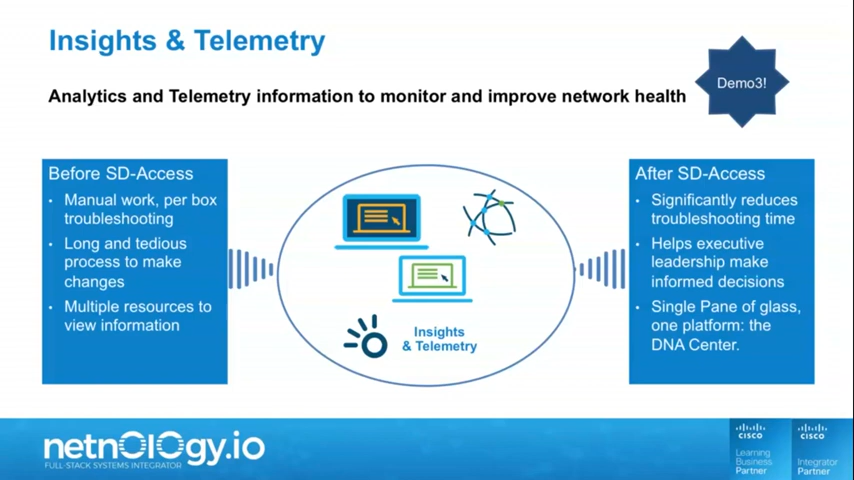 Insights & Telemetry
Analytics and Telemetry information to monitor and improve network health
Demo3!
Before SD-Access
• Manual work, per box
troubleshooting
• Long and tedious
process to make
changes
• Multiple resources to
view information
Insights
& Telemetry
After SD-Access
• Significantly reduces
troubleshooting time
• Helps executive
leadership make
informed decisions
• Single Pane of glass,
one platform: the
DNA Center.
netnology.io
FULL-STACK SYSTEMS INTEGRATOR
CISCO
Learning
Business
Partner
CISCO
Integrator
Partner